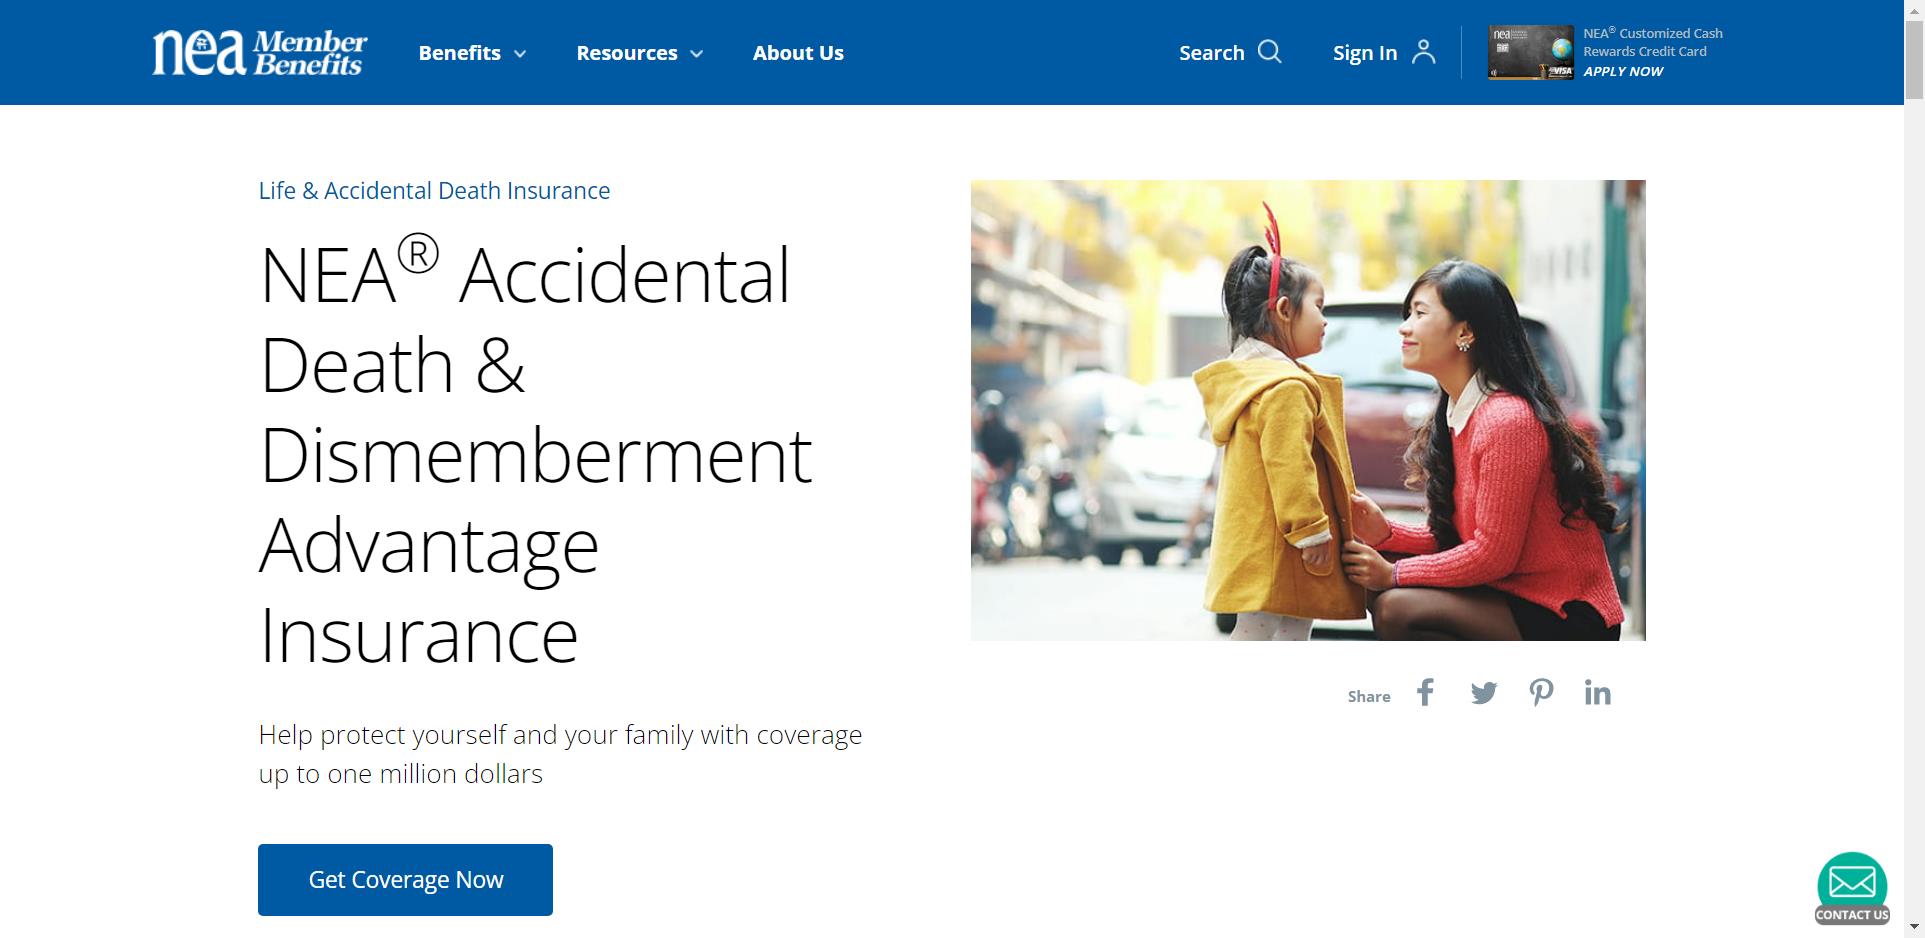 nea Member Benefits
Benefits
Resources
About Us
Search
Sign In
nea
VISA
NEA® Customized Cash
Rewards Credit Card
APPLY NOW
Life & Accidental Death Insurance
NEA® Accidental
Death &
Dismemberment
Advantage
Insurance
Help protect yourself and your family with coverage
up to one million dollars
Get Coverage Now
Share
CONTACT US